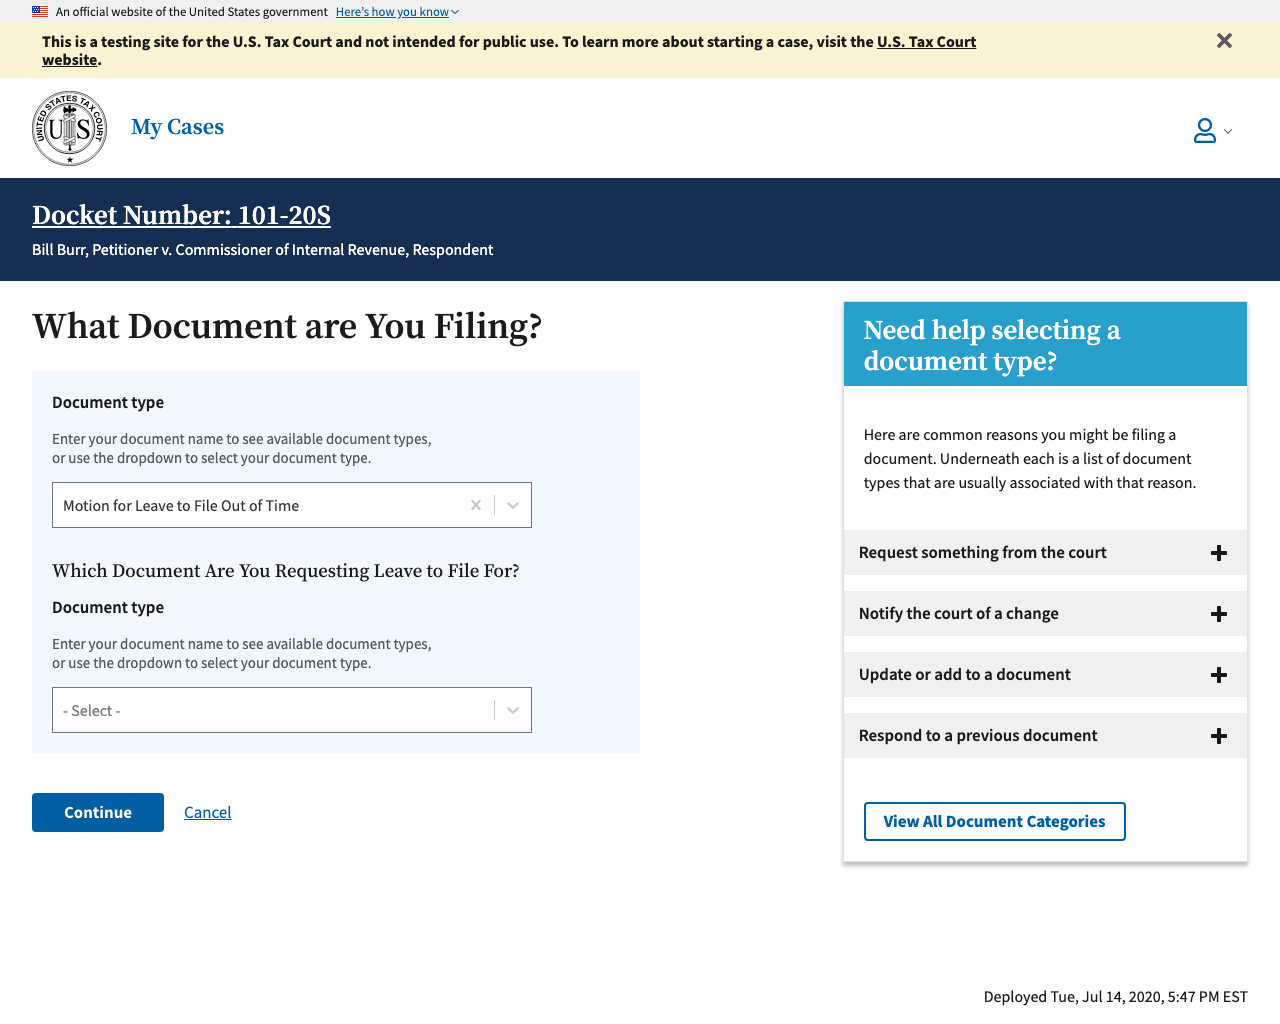 An official website of the United States government Here's how you know
This is a testing site for the U.S. Tax Court and not intended for public use. To learn more about starting a case, visit the U.S. Tax Court
website.
UNITED STATES TAX COURT
US
My Cases
Docket Number: 101-20S
Bill Burr, Petitioner v. Commissioner of Internal Revenue, Respondent
What Document are You Filing?
Document type
Enter your document name to see available document types,
or use the dropdown to select your document type.
Motion for Leave to File Out of Time
Which Document Are You Requesting Leave to File For?
Document type
Enter your document name to see available document types,
or use the dropdown to select your document type.
- Select -
Continue Cancel
Need help selecting a
document type?
Here are common reasons you might be filing a
document. Underneath each is a list of document
types that are usually associated with that reason.
Request something from the court
Notify the court of a change
Update or add to a document
Respond to a previous document
View All Document Categories
Deployed Tue, Jul 14, 2020, 5:47 PM EST